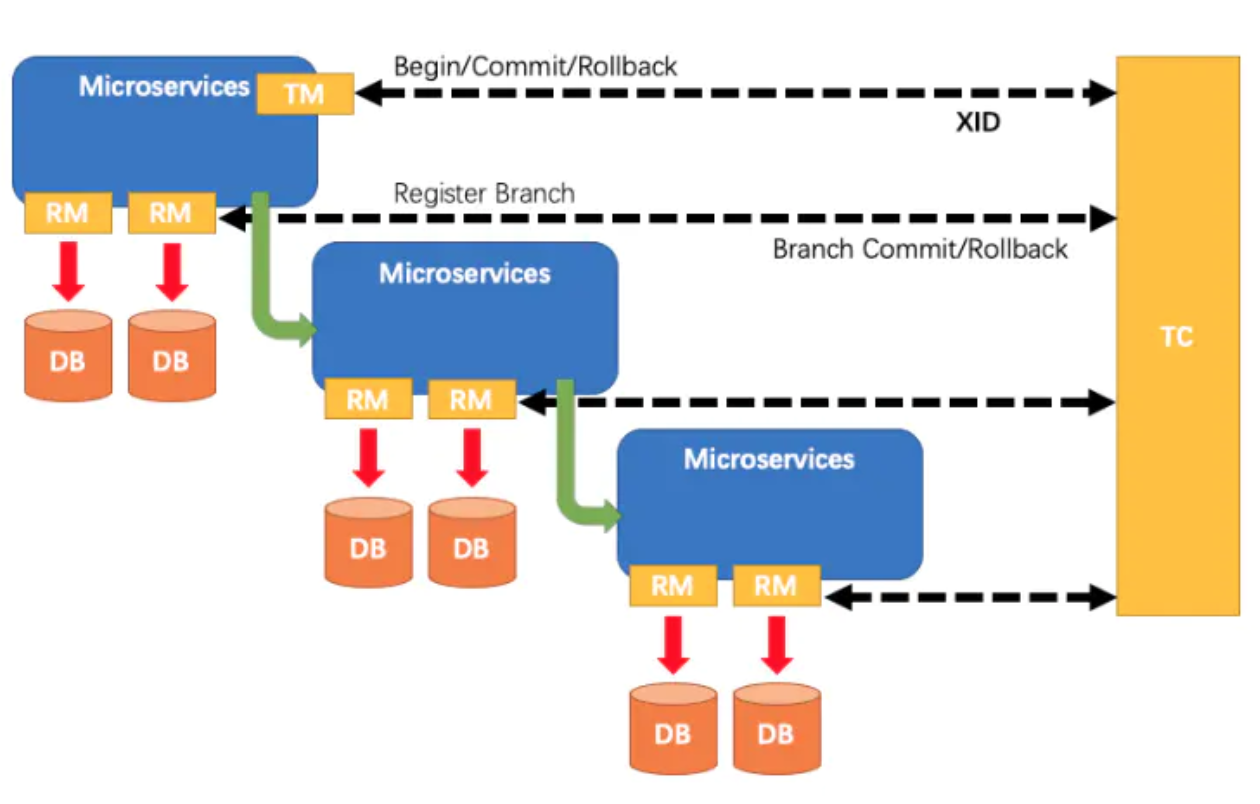 Begin/Commit/Rollback
Microservices
TM
XID
Register Branch
RM
RM
Branch Commit/Rollback
Microservices
TC
DB
DB
RM
RM
Microservices
DB
DB
RM
RM
DB
DB